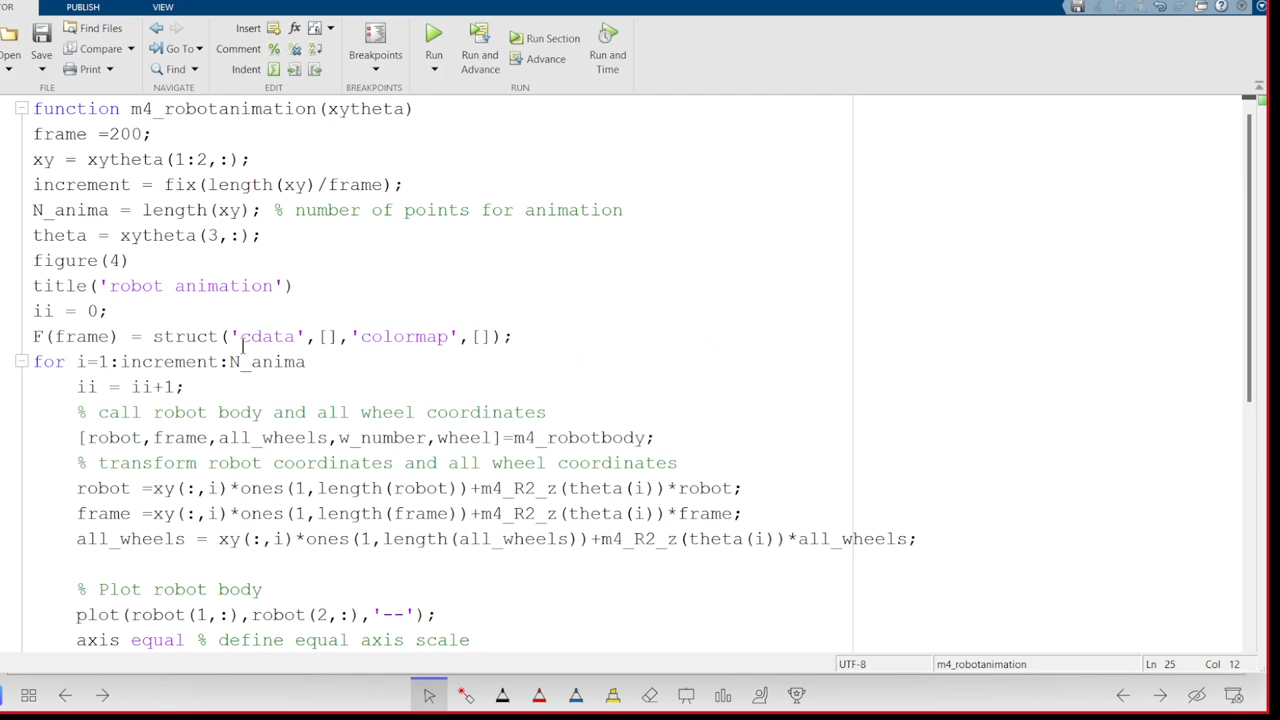 TOR PUBLISH VIEW
Find Files Insert fx Run Section
Open Save Compare Go To Comment Breakpoints Run Run and Advance Advance Run and Time
Print Find Indent
FILE NAVIGATE EDIT BREAKPOINTS RUN
function m4_robotanimation(xytheta)
frame =200;
xy = xytheta(1:2,:);
increment = fix(length(xy)/frame);
N_anima = length(xy); % number of points for animation
theta = xytheta(3,:);
figure(4)
title('robot animation')
ii = 0;
F(frame) = struct('cdata',[],'colormap',[]);
for i=1:increment:N_anima
ii = ii+1;
% call robot body and all wheel coordinates
[robot,frame,all_wheels,w_number,wheel]=m4_robotbody;
% transform robot coordinates and all wheel coordinates
robot =xy(:,i)*ones(1,length(robot))+m4_R2_z(theta(i))*robot;
frame =xy(:,i)*ones(1,length(frame))+m4_R2_z(theta(i))*frame;
all_wheels = xy(:,i)*ones(1,length(all_wheels))+m4_R2_z(theta(i))*all_wheels;
% Plot robot body
plot(robot(1,:),robot(2,:),'--');
axis equal % define equal axis scale
UTF-8 m4_robotanimation Ln 25 Col 12